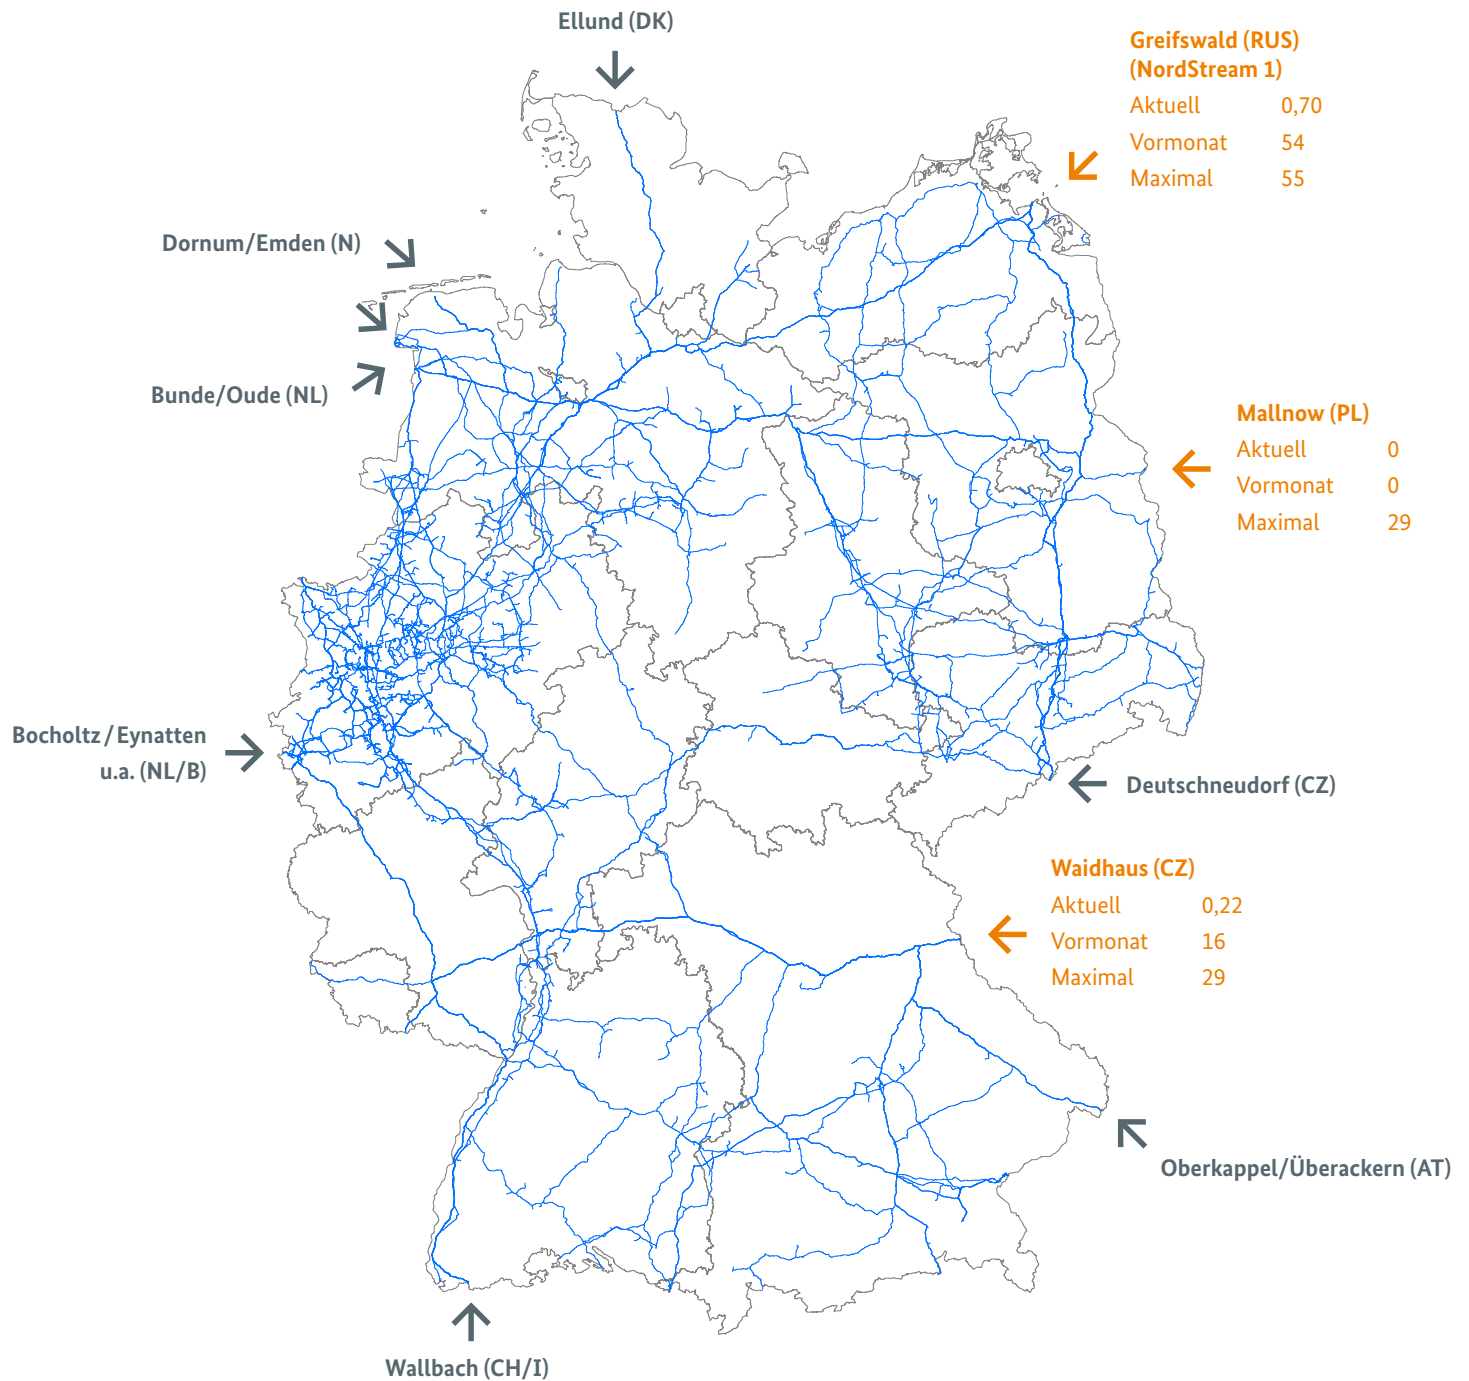 Ellund (DK)
Greifswald (RUS)
(NordStream 1)
Aktuell 0,70
Vormonat 54
Maximal 55
Dornum/Emden (N)
Bunde/Oude (NL)
Mallnow (PL)
Aktuell 0
Vormonat 0
Maximal 29
Bocholtz / Eynatten
u.a. (NL/B)
Deutschneudorf (CZ)
Waidhaus (CZ)
Aktuell 0,22
Vormonat 16
Maximal 29
Oberkappel/Überackern (AT)
Wallbach (CH/I)